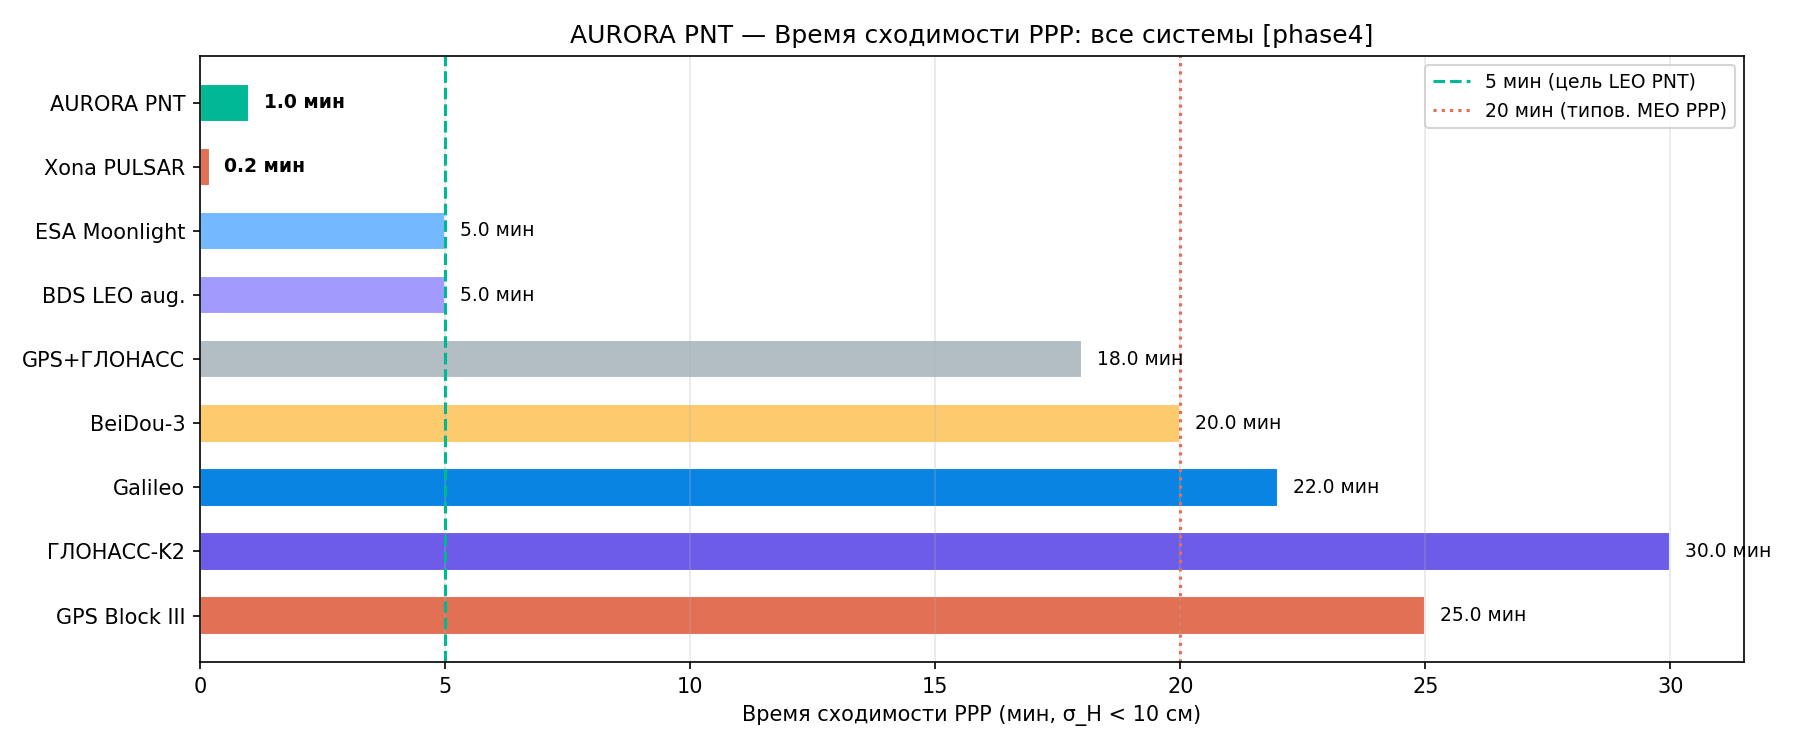 AURORA PNT — Время сходимости PPP: все системы [phase4]
5 мин (цель LEO PNT)
20 мин (типов. MEO PPP)
AURORA PNT 1.0 мин
Xona PULSAR 0.2 мин
ESA Moonlight 5.0 мин
BDS LEO aug. 5.0 мин
GPS+ГЛОНАСС 18.0 мин
BeiDou-3 20.0 мин
Galileo 22.0 мин
ГЛОНАСС-К2 30.0 мин
GPS Block III 25.0 мин
0 5 10 15 20 25 30
Время сходимости PPP (мин, σ_H < 10 см)